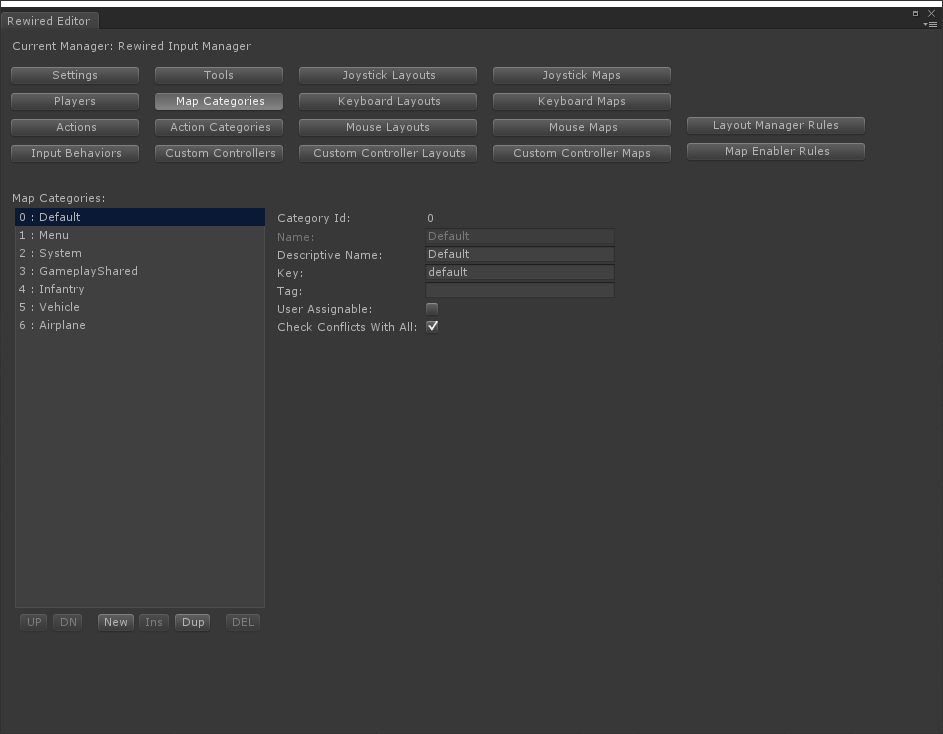 Rewired Editor
Current Manager: Rewired Input Manager
Settings Tools Joystick Layouts Joystick Maps
Players Map Categories Keyboard Layouts Keyboard Maps
Actions Action Categories Mouse Layouts Mouse Maps Layout Manager Rules
Input Behaviors Custom Controllers Custom Controller Layouts Custom Controller Maps Map Enabler Rules
Map Categories:
0 : Default
1 : Menu
2 : System
3 : GameplayShared
4 : Infantry
5 : Vehicle
6 : Airplane
Category Id: 0
Name: Default
Descriptive Name: Default
Key: default
Tag:
User Assignable:
Check Conflicts With All:
UP DN New Ins Dup DEL